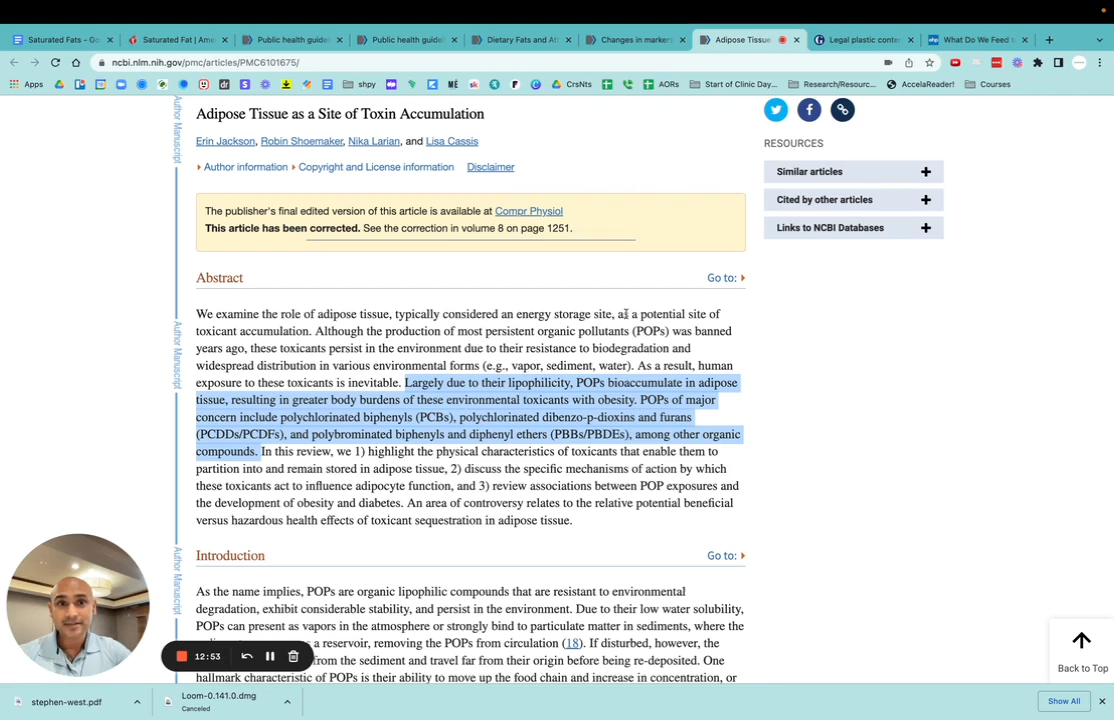 Saturated Fats - Go
Saturated Fat | Ame
Public health guide
Public health guide
Dietary Fats and Ath
Changes in marker
Adipose Tissue
Legal plastic conte
What Do We Feed t
ncbi.nlm.nih.gov/pmc/articles/PMC6101675/
Apps
shpy
CrsNts
AORs
Start of Clinic Day...
Research/Resourc...
AccelaReader!
Courses
Author Manuscript
Adipose Tissue as a Site of Toxin Accumulation
Erin Jackson, Robin Shoemaker, Nika Larian, and Lisa Cassis
Author information Copyright and License information Disclaimer
The publisher's final edited version of this article is available at Compr Physiol
This article has been corrected. See the correction in volume 8 on page 1251.
RESOURCES
Similar articles
Cited by other articles
Links to NCBI Databases
Abstract Go to:
Author Manuscript
We examine the role of adipose tissue, typically considered an energy storage site, as a potential site of
toxicant accumulation. Although the production of most persistent organic pollutants (POPs) was banned
years ago, these toxicants persist in the environment due to their resistance to biodegradation and
widespread distribution in various environmental forms (e.g., vapor, sediment, water). As a result, human
exposure to these toxicants is inevitable. Largely due to their lipophilicity, POPs bioaccumulate in adipose
tissue, resulting in greater body burdens of these environmental toxicants with obesity. POPs of major
concern include polychlorinated biphenyls (PCBs), polychlorinated dibenzo-p-dioxins and furans
(PCDDs/PCDFs), and polybrominated biphenyls and diphenyl ethers (PBBs/PBDEs), among other organic
compounds. In this review, we 1) highlight the physical characteristics of toxicants that enable them to
partition into and remain stored in adipose tissue, 2) discuss the specific mechanisms of action by which
these toxicants act to influence adipocyte function, and 3) review associations between POP exposures and
the development of obesity and diabetes. An area of controversy relates to the relative potential beneficial
versus hazardous health effects of toxicant sequestration in adipose tissue.
Introduction Go to:
Author Manuscript
As the name implies, POPs are organic lipophilic compounds that are resistant to environmental
degradation, exhibit considerable stability, and persist in the environment. Due to their low water solubility,
POPs can present as vapors in the atmosphere or strongly bind to particulate matter in sediments, where the
s a reservoir, removing the POPs from circulation (18). If disturbed, however, the
from the sediment and travel far from their origin before being re-deposited. One
hallmark characteristic of POPs is their ability to move up the food chain and increase in concentration, or
12:53
Back to Top
stephen-west.pdf
Loom-0.141.0.dmg
Canceled
Show All